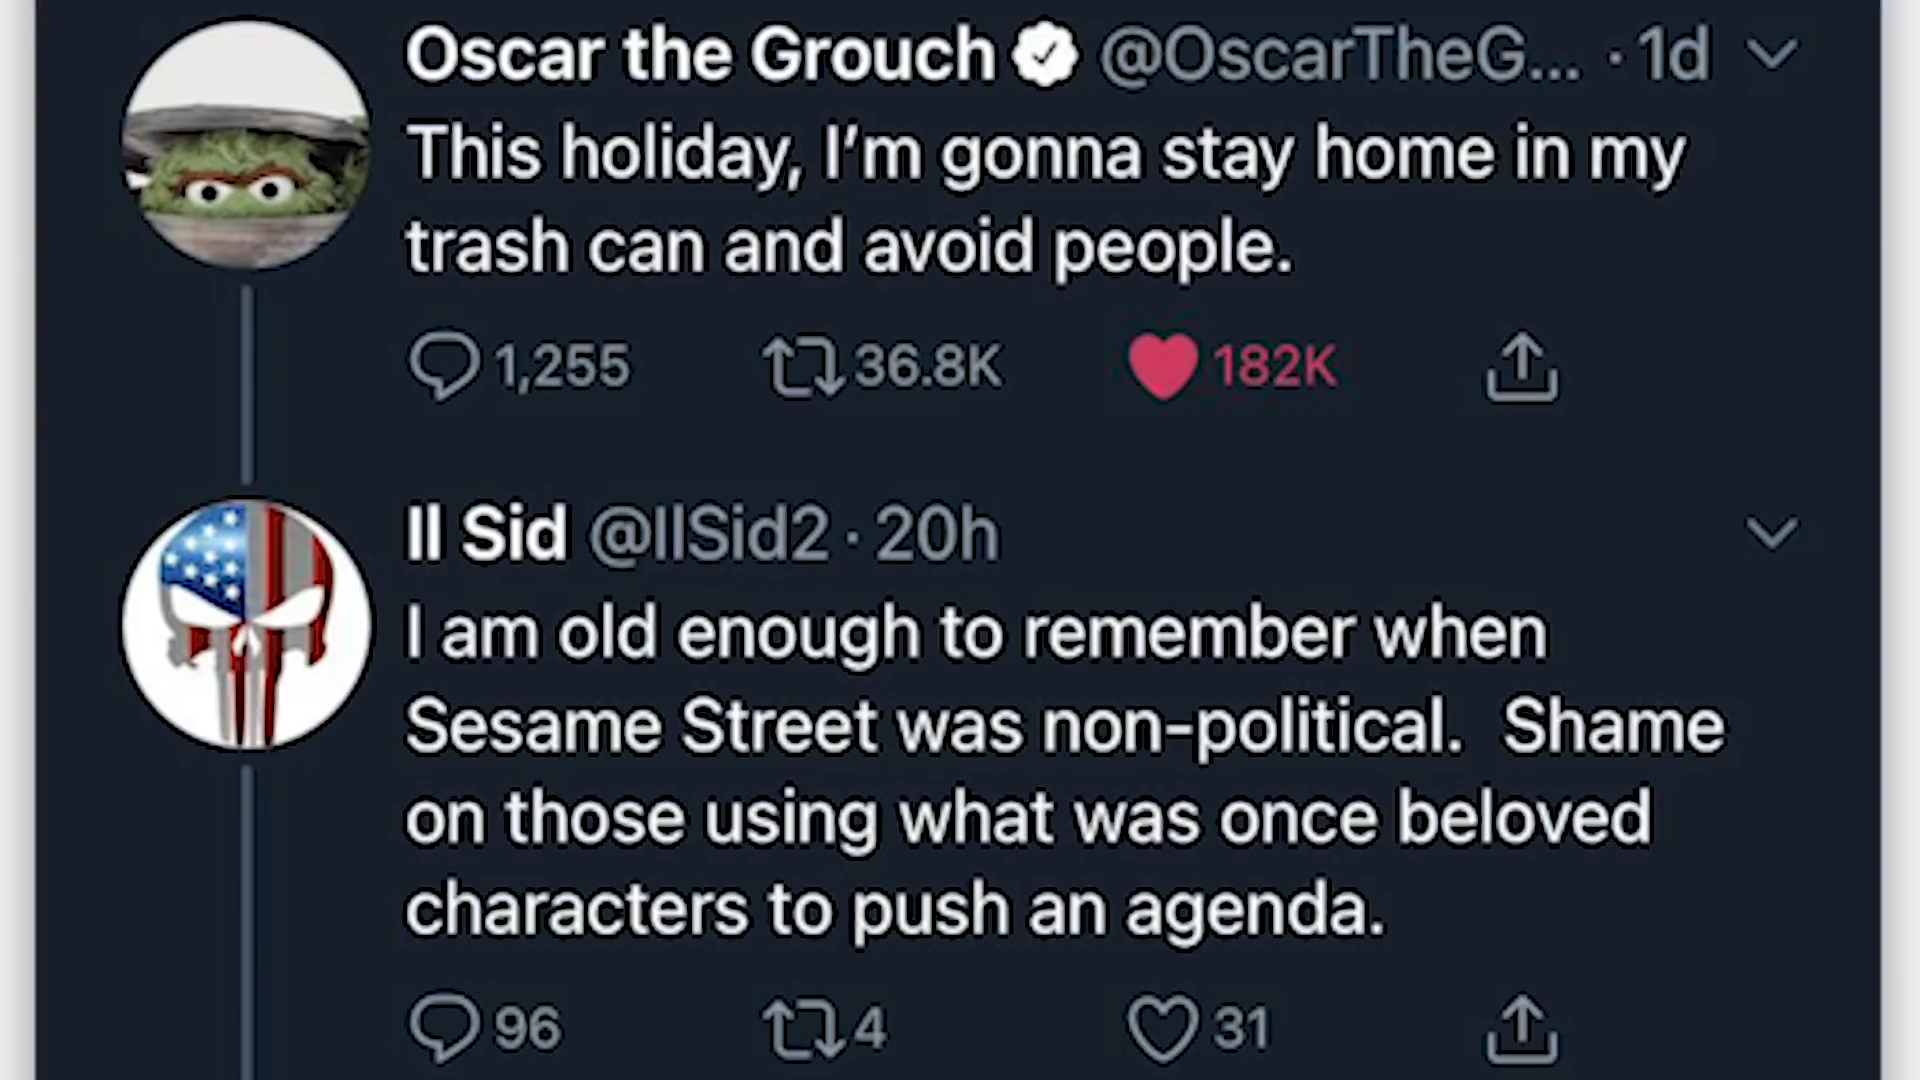 Oscar the Grouch @OscarTheG... · 1d
This holiday, I'm gonna stay home in my
trash can and avoid people.
1,255 36.8K 182K
Il Sid @IlSid2 · 20h
I am old enough to remember when
Sesame Street was non-political.  Shame
on those using what was once beloved
characters to push an agenda.
96 4 31